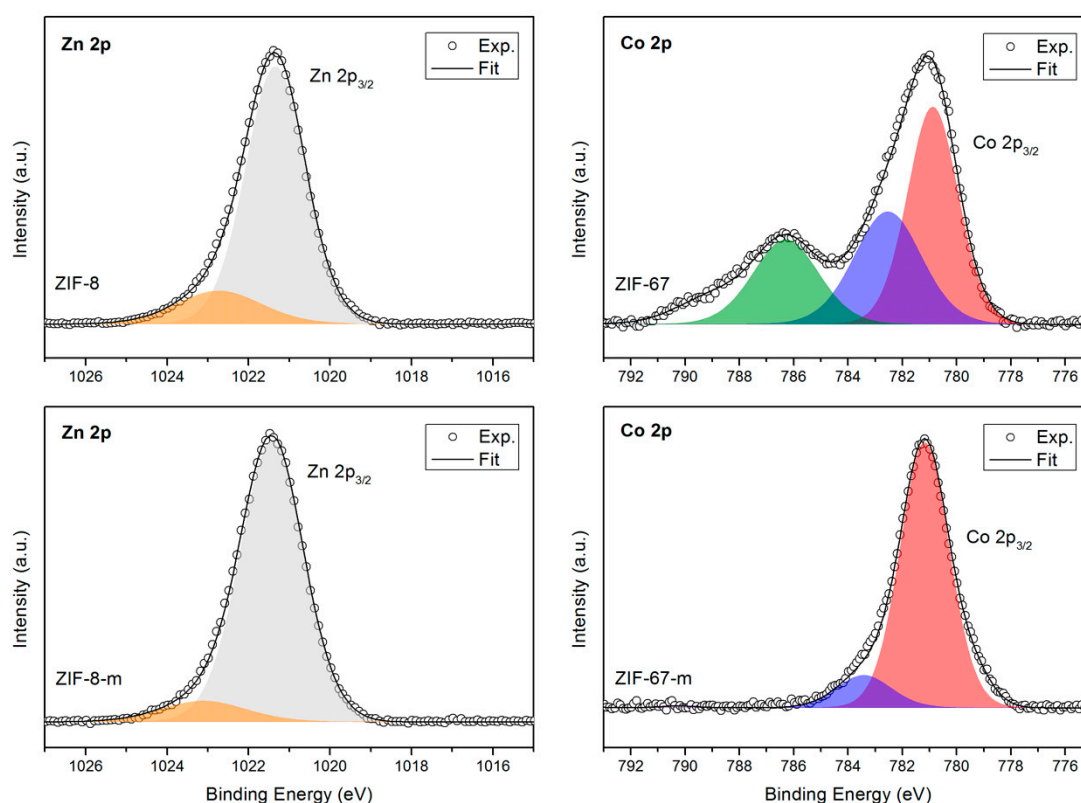 Zn 2p
Exp.
Fit
Zn 2p3/2
ZIF-8
Intensity (a.u.)
1026 1024 1022 1020 1018 1016
Co 2p
Exp.
Fit
Co 2p3/2
ZIF-67
Intensity (a.u.)
792 790 788 786 784 782 780 778 776
Zn 2p
Exp.
Fit
Zn 2p3/2
ZIF-8-m
Intensity (a.u.)
1026 1024 1022 1020 1018 1016
Binding Energy (eV)
Co 2p
Exp.
Fit
Co 2p3/2
ZIF-67-m
Intensity (a.u.)
792 790 788 786 784 782 780 778 776
Binding Energy (eV)